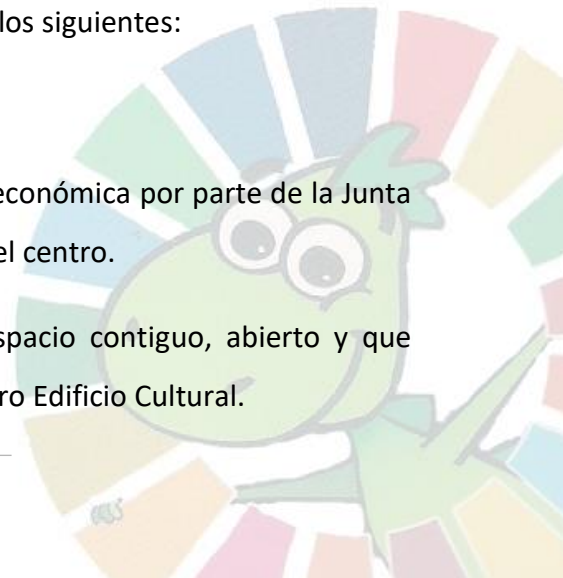 los siguientes:
económica por parte de la Junta
el centro.
spacio contiguo, abierto y que
ro Edificio Cultural.